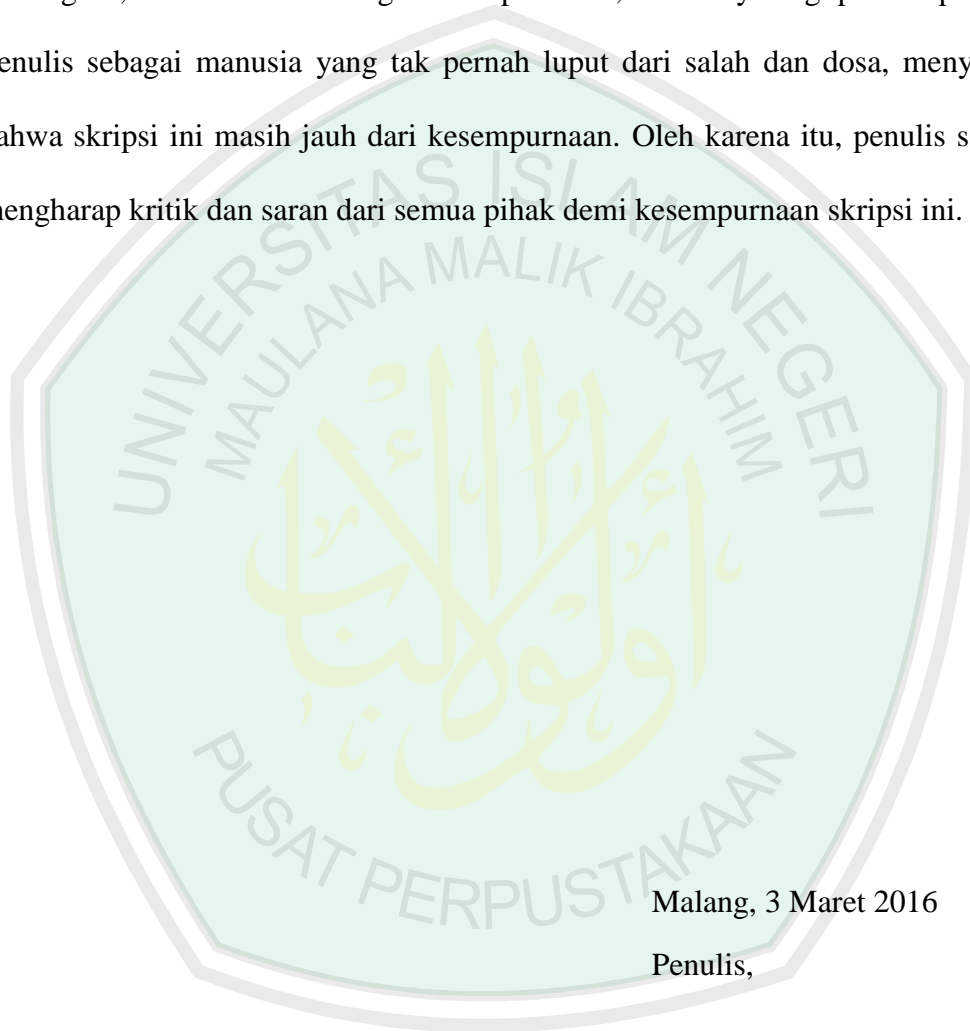 enulis sebagai manusia yang tak pernah luput dari salah dan dosa, meny
ahwa skripsi ini masih jauh dari kesempurnaan. Oleh karena itu, penulis s
mengharap kritik dan saran dari semua pihak demi kesempurnaan skripsi ini.
UNIVERSITAS ISLAM NEGERI
MAULANA MALIK IBRAHIM
PUSAT PERPUSTAKAAN
Malang, 3 Maret 2016
Penulis,